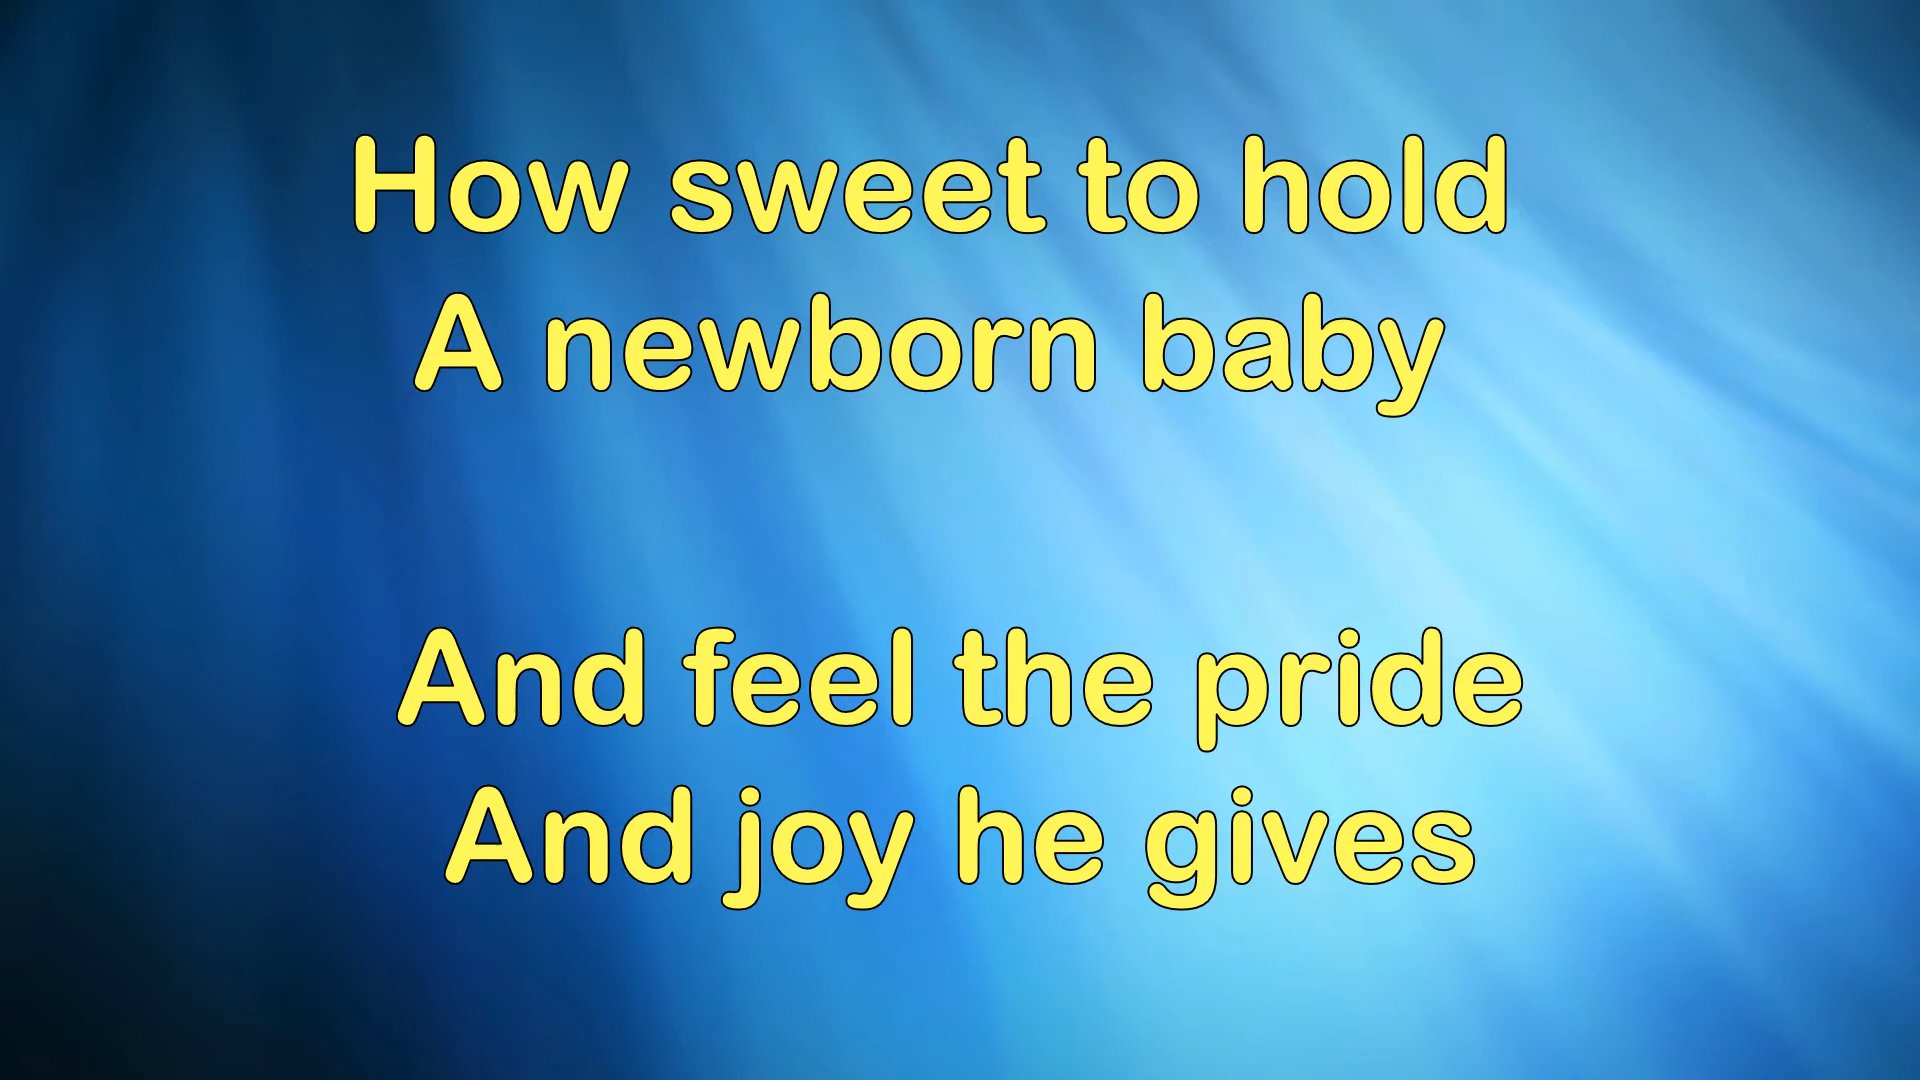 How sweet to hold
A newborn baby
And feel the pride
And joy he gives